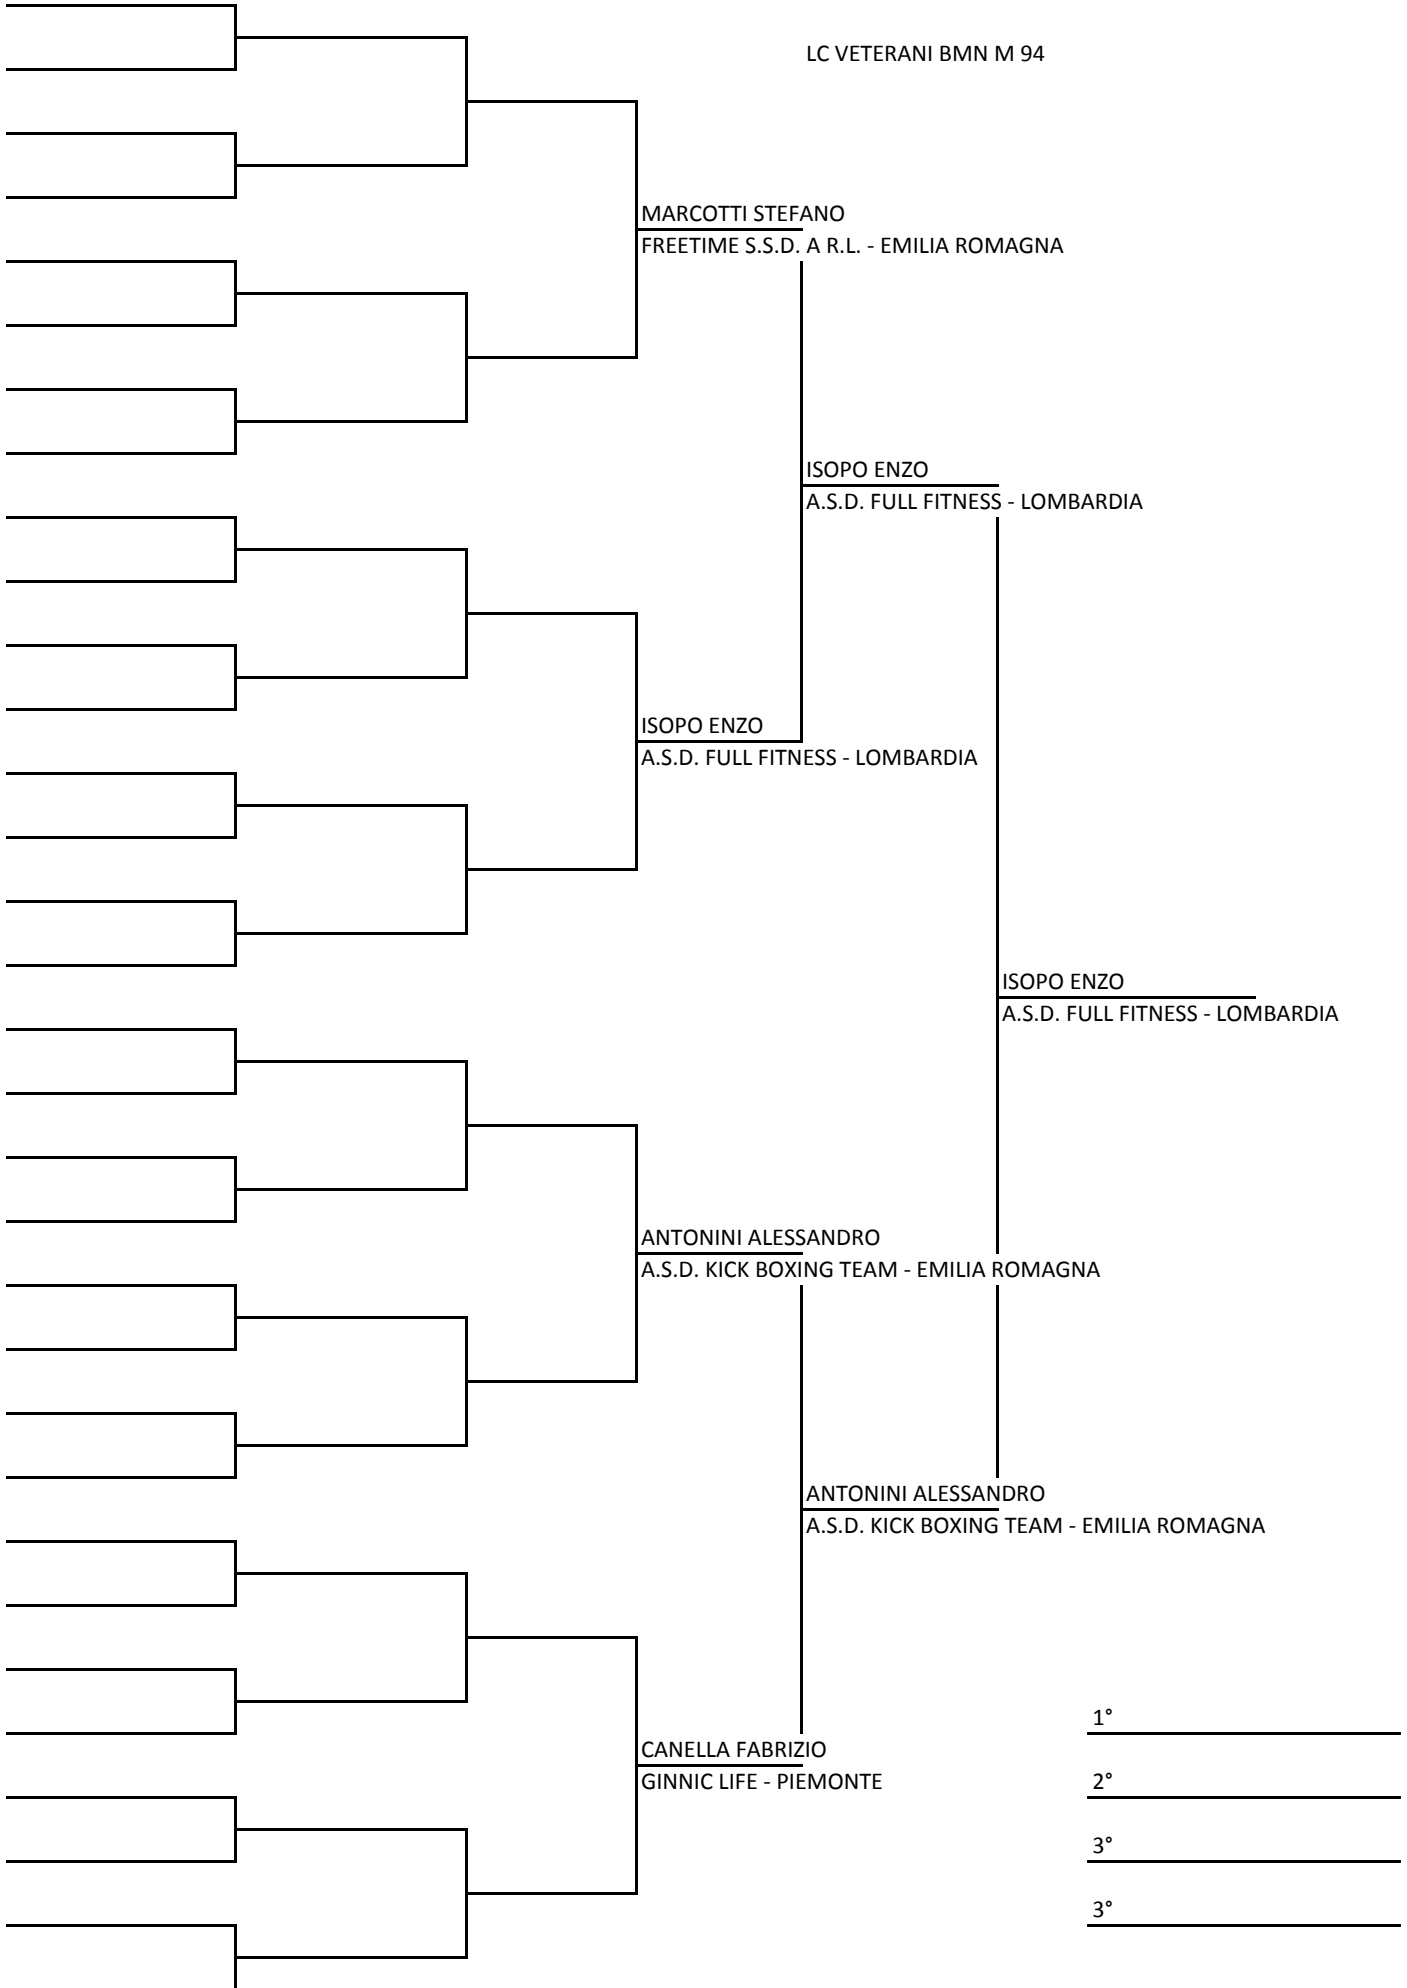 LC VETERANI BMN M 94
MARCOTTI STEFANO
FREETIME S.S.D. A R.L. - EMILIA ROMAGNA
ISOPO ENZO
A.S.D. FULL FITNESS - LOMBARDIA
ISOPO ENZO
A.S.D. FULL FITNESS - LOMBARDIA
ISOPO ENZO
A.S.D. FULL FITNESS - LOMBARDIA
ANTONINI ALESSANDRO
A.S.D. KICK BOXING TEAM - EMILIA ROMAGNA
ANTONINI ALESSANDRO
A.S.D. KICK BOXING TEAM - EMILIA ROMAGNA
1°
CANELLA FABRIZIO
GINNIC LIFE - PIEMONTE
2°
3°
3°